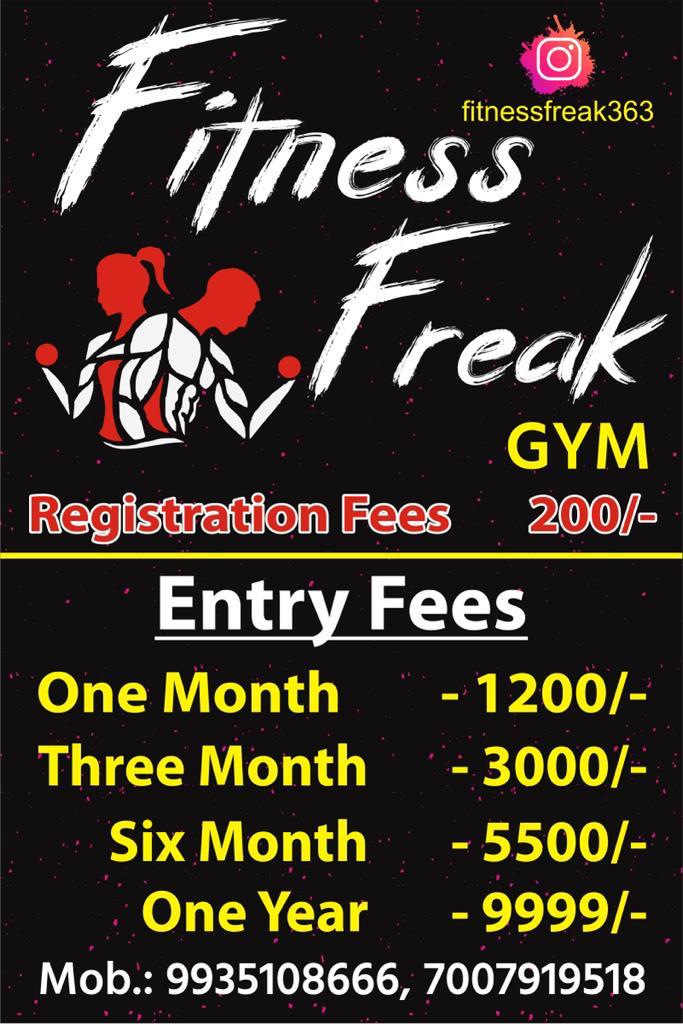 fitnessfreak363
Fitness
Freak
GYM
Registration Fees 200/-
Entry Fees
One Month - 1200/-
Three Month - 3000/-
Six Month - 5500/-
One Year - 9999/-
Mob.: 9935108666, 7007919518